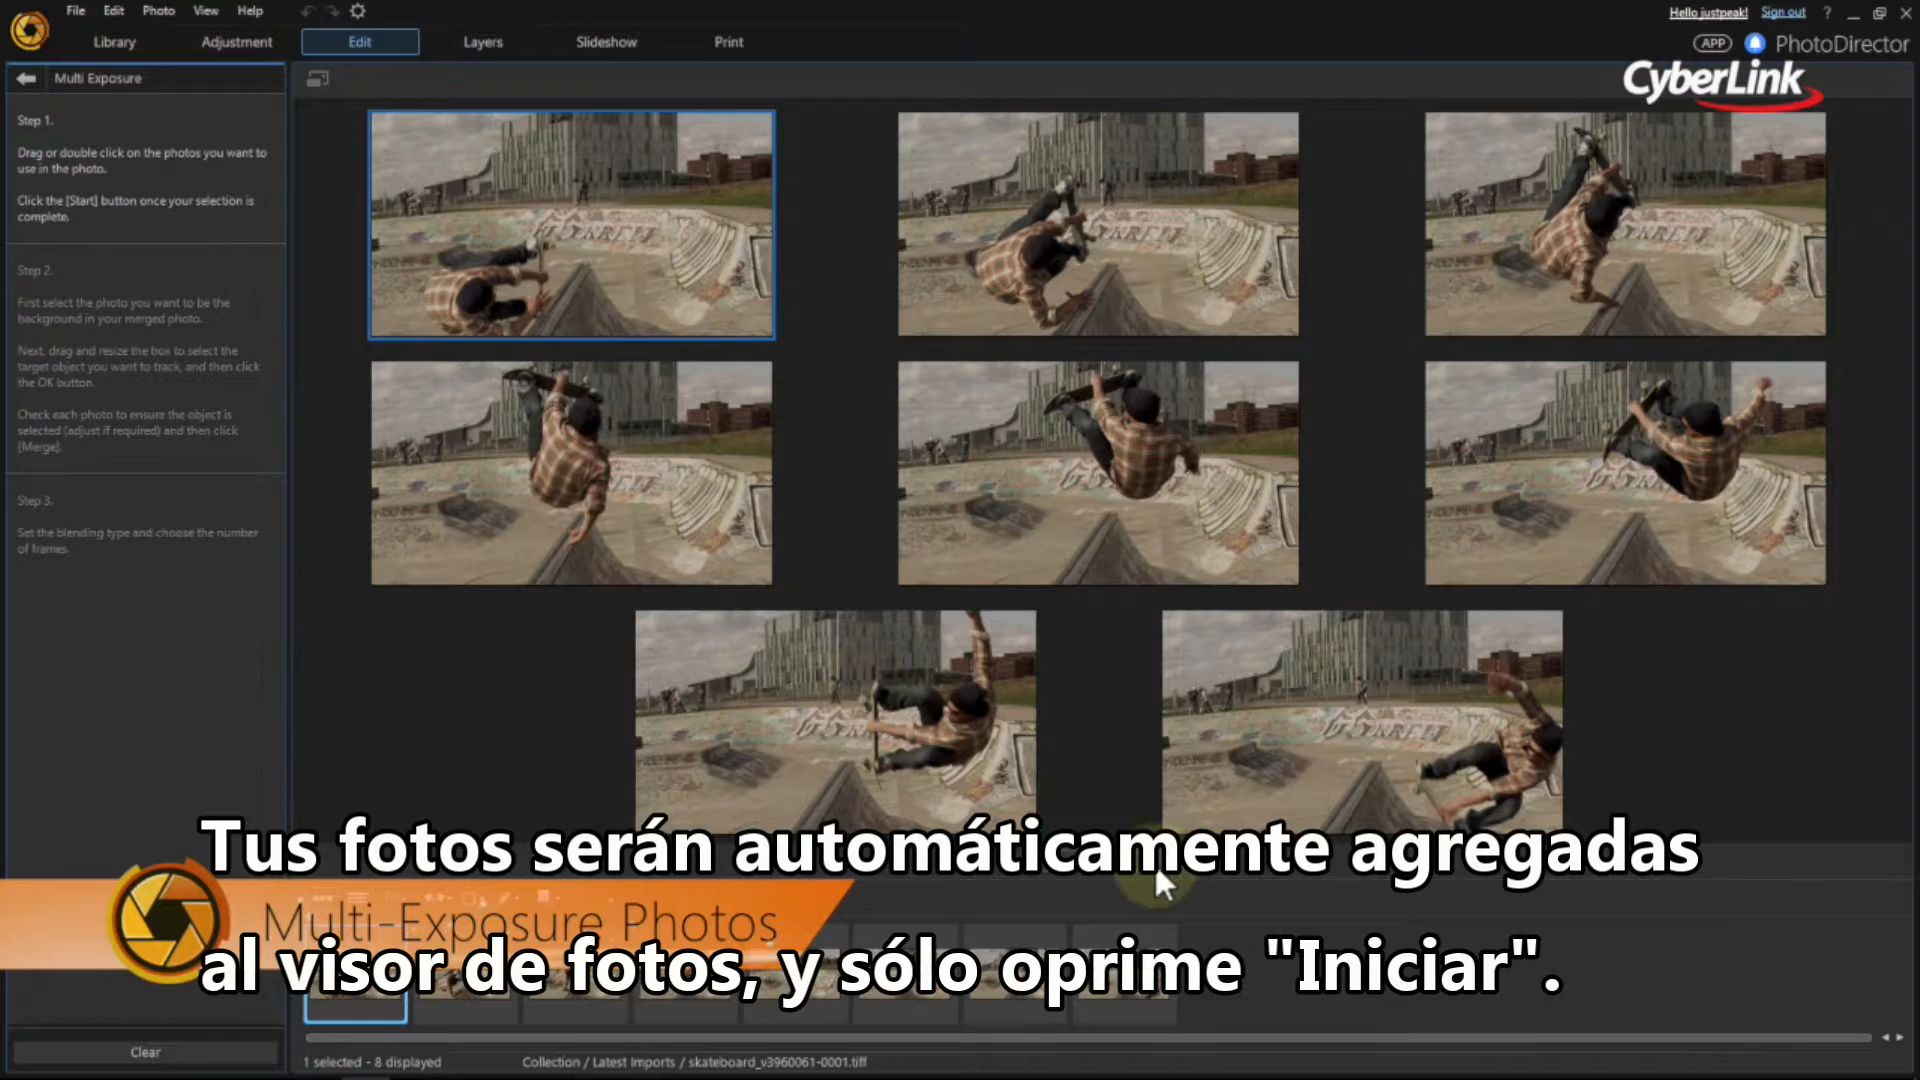 File Edit Photo View Help
Hello justpeak! Sign out ?
Library Adjustment Edit Layers Slideshow Print
APP PhotoDirector
CyberLink
Multi Exposure
Step 1.
Drag or double click on the photos you want to
use in the photo.
Click the [Start] button once your selection is
complete.
Step 2.
First select the photo you want to be the
background in your merged photo.
Next, drag and resize the box to select the
target object you want to track, and then click
the OK button.
Check each photo to ensure the object is
selected (adjust if required) and then click
[Merge].
Step 3.
Set the blending type and choose the number
of frames.
Tus fotos serán automáticamente agregadas
Multi-Exposure Photos
al visor de fotos, y sólo oprime "Iniciar".
Clear
1 selected - 8 displayed
Collection / Latest Imports / skateboard_v3960061-0001.tiff